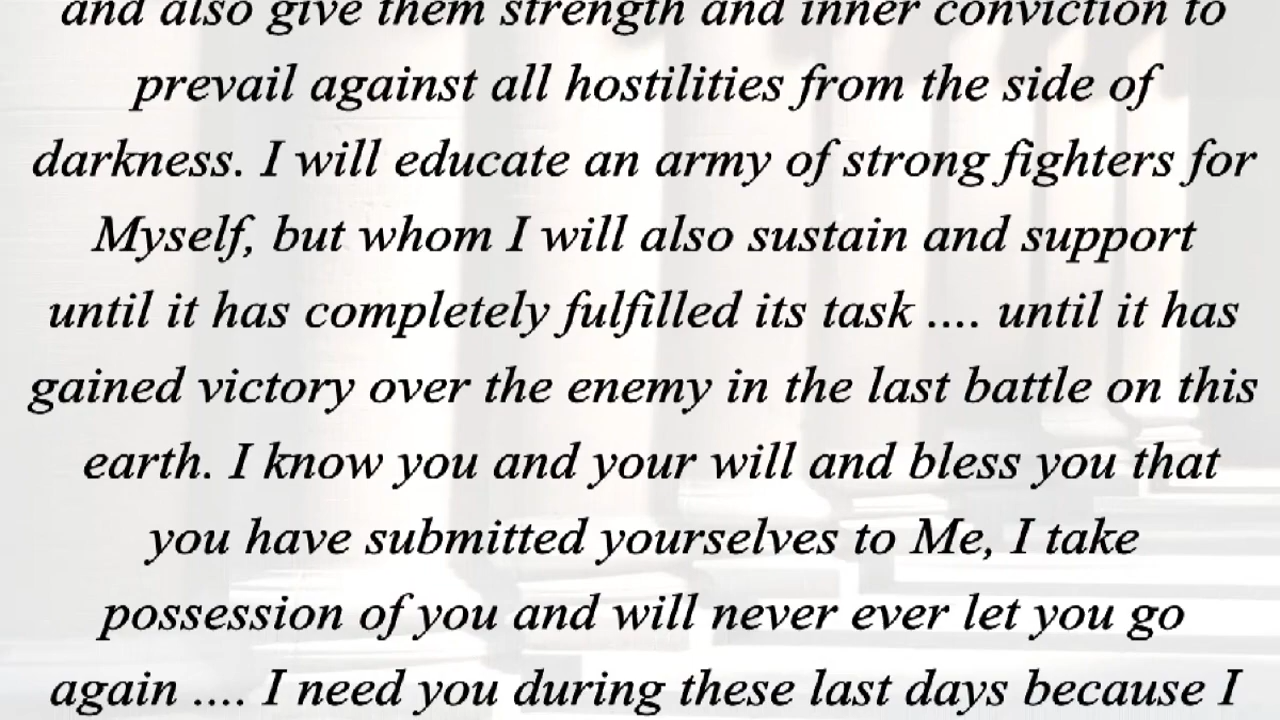 and also give them strength and inner conviction to
prevail against all hostilities from the side of
darkness. I will educate an army of strong fighters for
Myself, but whom I will also sustain and support
until it has completely fulfilled its task .... until it has
gained victory over the enemy in the last battle on this
earth. I know you and your will and bless you that
you have submitted yourselves to Me, I take
possession of you and will never ever let you go
again .... I need you during these last days because I